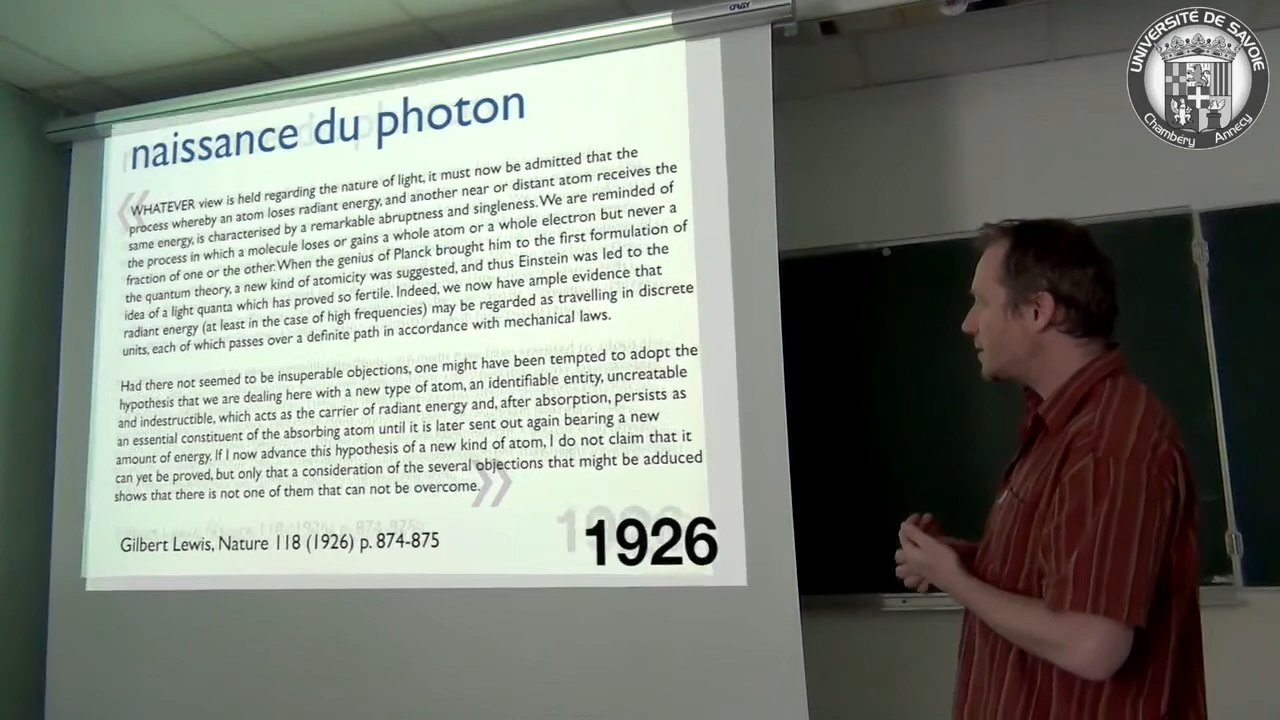 naissance du photon
« WHATEVER view is held regarding the nature of light, it must now be admitted that the
process whereby an atom loses radiant energy, and another near or distant atom receives the
same energy, is characterised by a remarkable abruptness and singleness. We are reminded of
the process in which a molecule loses or gains a whole atom or a whole electron but never a
fraction of one or the other. When the genius of Planck brought him to the first formulation of
the quantum theory, a new kind of atomicity was suggested, and thus Einstein was led to the
idea of a light quanta which has proved so fertile. Indeed, we now have ample evidence that
radiant energy (at least in the case of high frequencies) may be regarded as travelling in discrete
units, each of which passes over a definite path in accordance with mechanical laws.
Had there not seemed to be insuperable objections, one might have been tempted to adopt the
hypothesis that we are dealing here with a new type of atom, an identifiable entity, uncreatable
and indestructible, which acts as the carrier of radiant energy and, after absorption, persists as
an essential constituent of the absorbing atom until it is later sent out again bearing a new
amount of energy. If I now advance this hypothesis of a new kind of atom, I do not claim that it
can yet be proved, but only that a consideration of the several objections that might be adduced
shows that there is not one of them that can not be overcome. »
Gilbert Lewis, Nature 118 (1926) p. 874-875
1926
UNIVERSITÉ DE SAVOIE
Chambéry Annecy